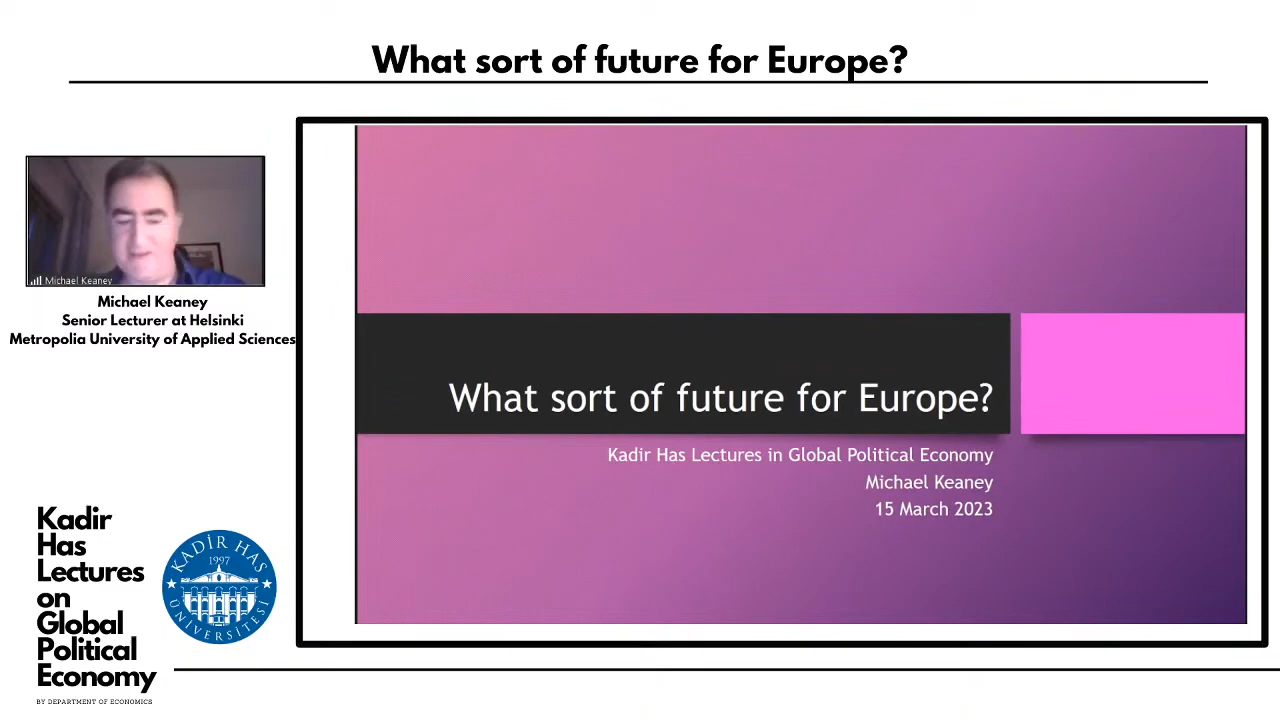 What sort of future for Europe?
Michael Keaney
Michael Keaney
Senior Lecturer at Helsinki
Metropolia University of Applied Sciences
What sort of future for Europe?
Kadir Has Lectures in Global Political Economy
Michael Keaney
15 March 2023
Kadir
Has
Lectures
on
Global
Political
Economy
BY DEPARTMENT OF ECONOMICS
KADİR HAS
1997
ÜNİVERSİTESİ